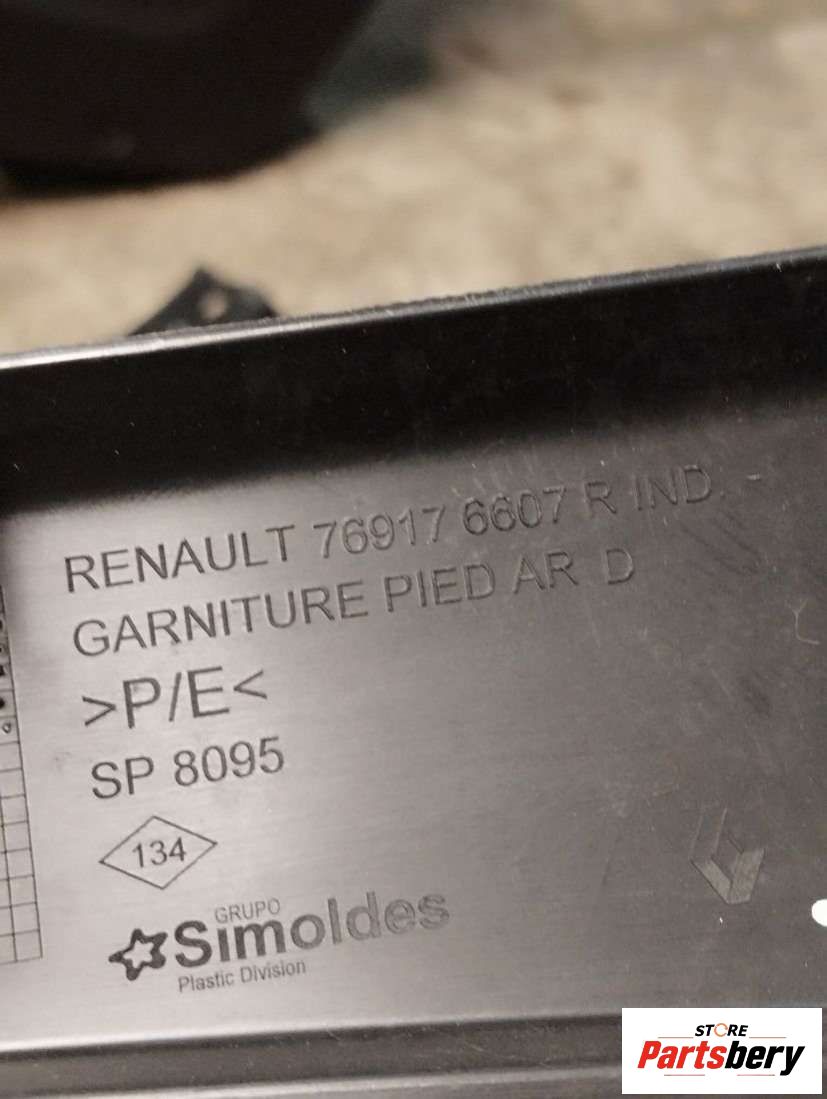 RENAULT 76917 6607 R IND. -
GARNITURE PIED AR D
>P/E<
SP 8095
134
GRUPO
Simoldes
Plastic Division
STORE
Partsbery